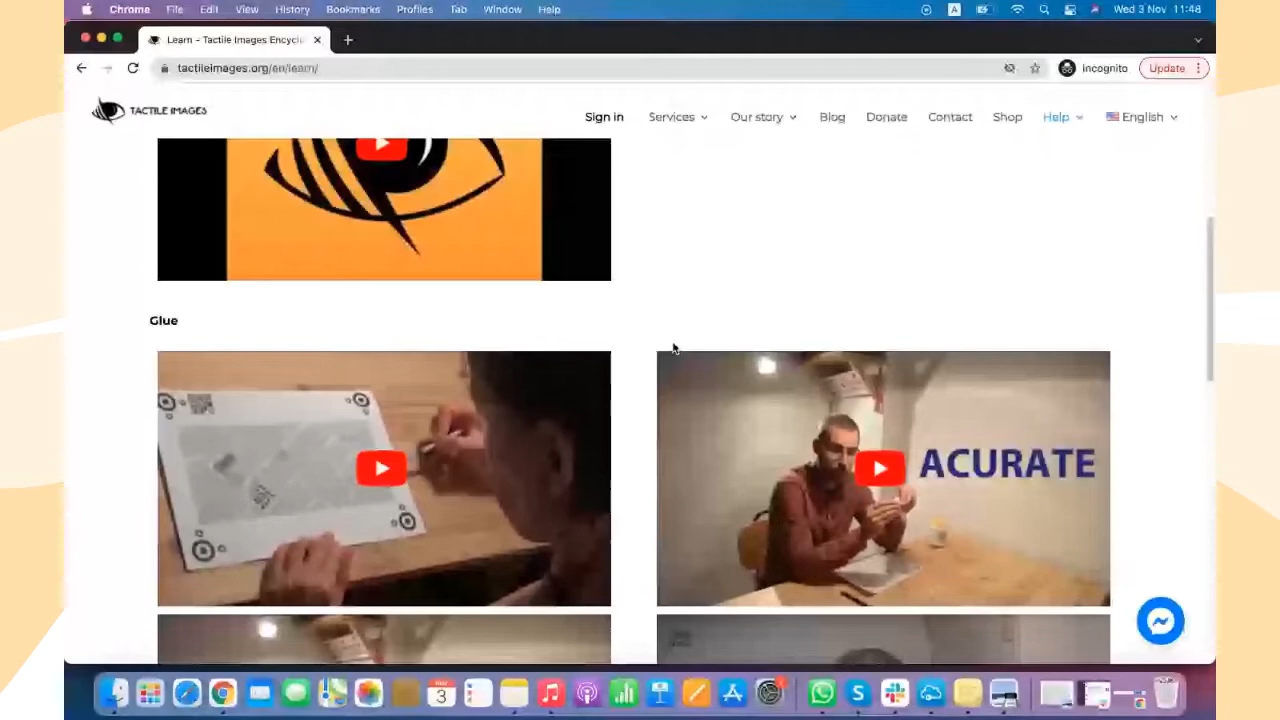 Chrome File Edit View History Bookmarks Profiles Tab Window Help A Wed 3 Nov 11:48
Learn - Tactile Images Encycl
tactileimages.org/en/learn/ Incognito Update
TACTILE IMAGES Sign in Services Our story Blog Donate Contact Shop Help English
Glue
ACURATE
3